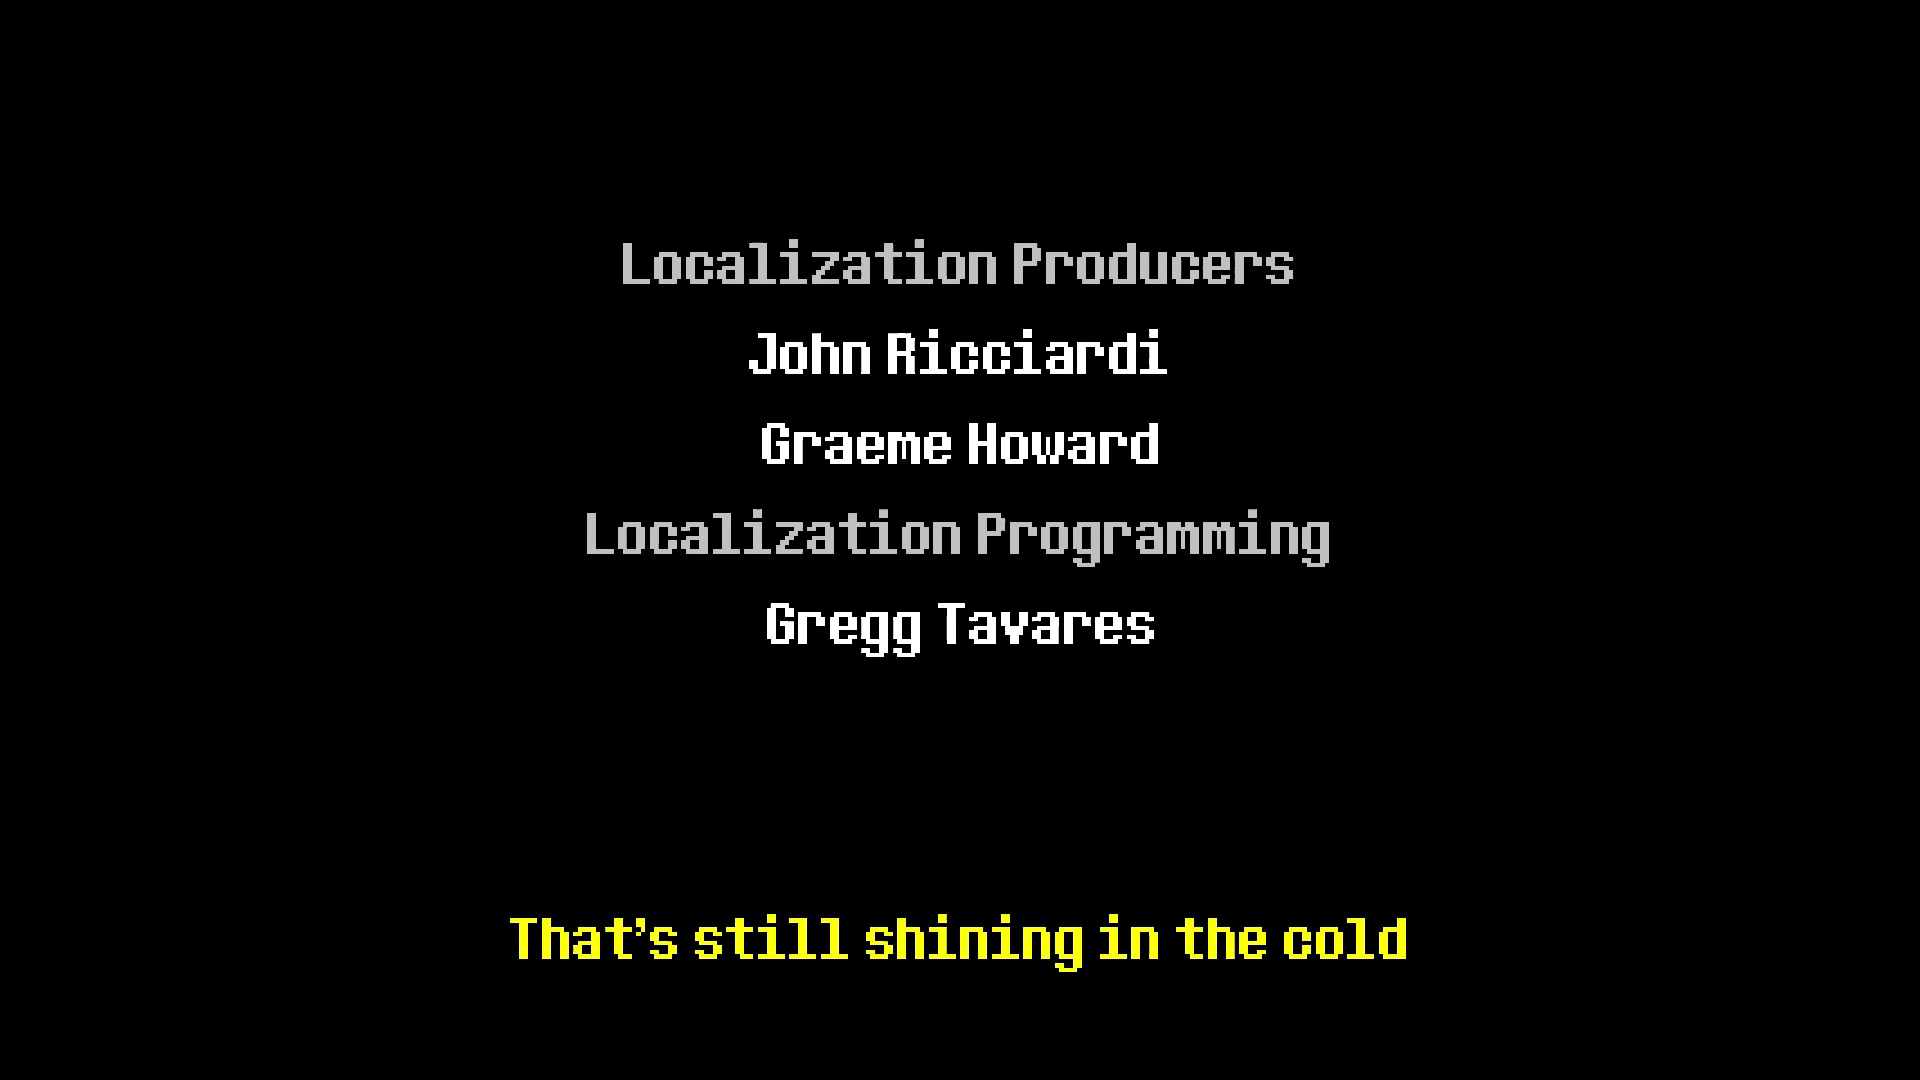 Localization Producers
John Ricciardi
Graeme Howard
Localization Programming
Gregg Tavares
That's still shining in the cold